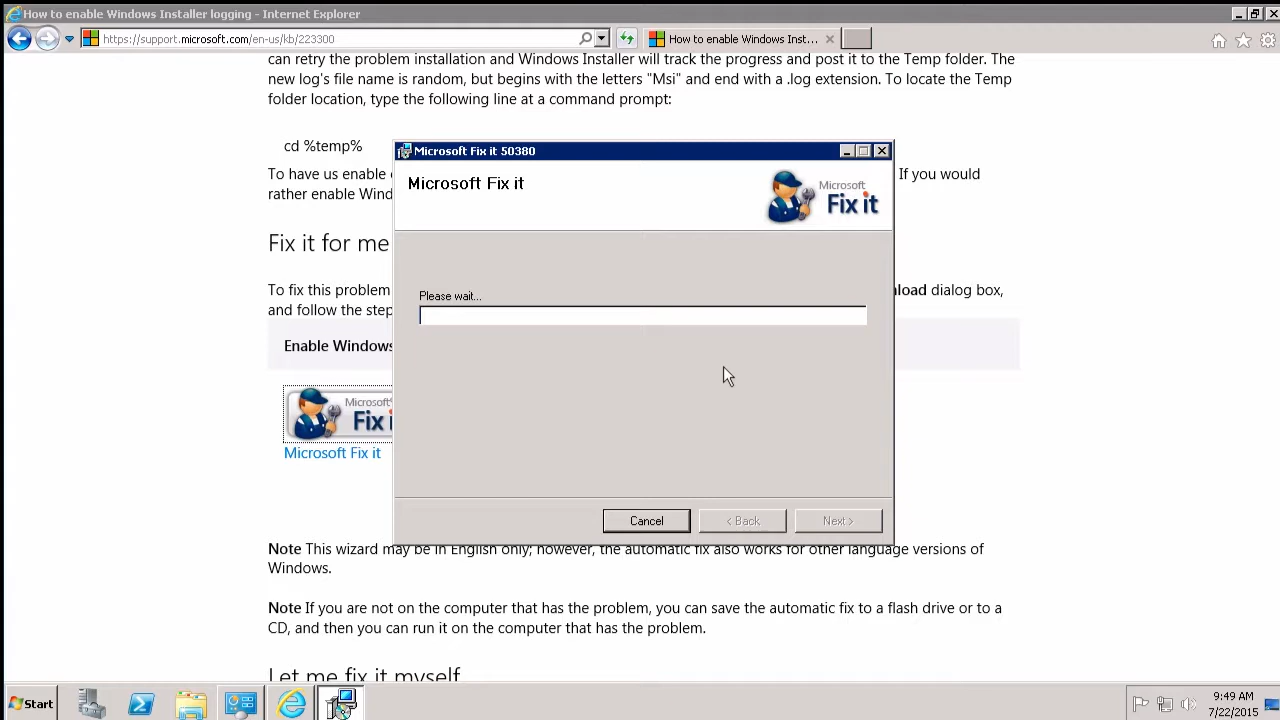 How to enable Windows Installer logging - Internet Explorer
https://support.microsoft.com/en-us/kb/223300
How to enable Windows Inst...
can retry the problem installation and Windows Installer will track the progress and post it to the Temp folder. The
new log's file name is random, but begins with the letters "Msi" and end with a .log extension. To locate the Temp
folder location, type the following line at a command prompt:
cd %temp%
Microsoft Fix it 50380
To have us enable
If you would
rather enable Wind
Microsoft Fix it
Microsoft
Fix it
Fix it for me
To fix this problem
load dialog box,
and follow the step
Please wait...
Enable Windows
Microsoft
Fix i
Microsoft Fix it
Cancel
< Back
Next >
Note This wizard may be in English only; however, the automatic fix also works for other language versions of
Windows.
Note If you are not on the computer that has the problem, you can save the automatic fix to a flash drive or to a
CD, and then you can run it on the computer that has the problem.
Let me fix it myself
Start
9:49 AM
7/22/2015